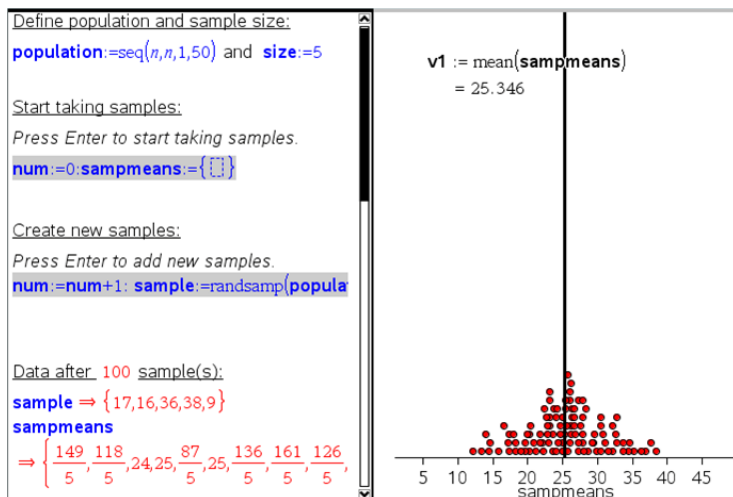 Define population and sample size:
population:=seq(n,n,1,50) and size:=5
Start taking samples:
Press Enter to start taking samples.
num:=0:sampmeans:={}
Create new samples:
Press Enter to add new samples.
num:=num+1: sample:=randsamp(popula
Data after 100 sample(s):
sample ⇒ {17,16,36,38,9}
sampmeans
⇒ {149/5,118/5,24,25,87/5,25,136/5,161/5,126/5,
v1 := mean(sampmeans)
= 25.346
5 10 15 20 25 30 35 40 45
sampmeans